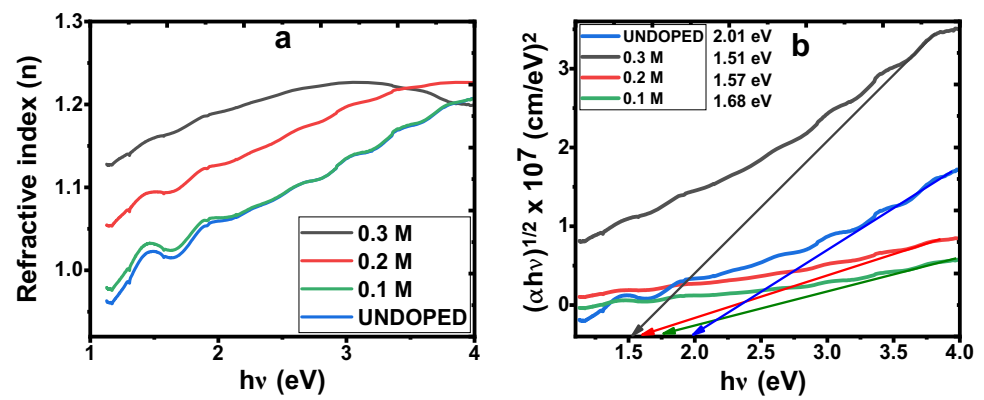 a
Refractive index (n)
1.3
1.2
1.1
1.0
1 2 3 4
hν (eV)
0.3 M
0.2 M
0.1 M
UNDOPED
b
(αhν)1/2 x 10⁷ (cm/eV)²
3
2
1
0
1.5 2.0 2.5 3.0 3.5 4.0
hν (eV)
UNDOPED 2.01 eV
0.3 M 1.51 eV
0.2 M 1.57 eV
0.1 M 1.68 eV